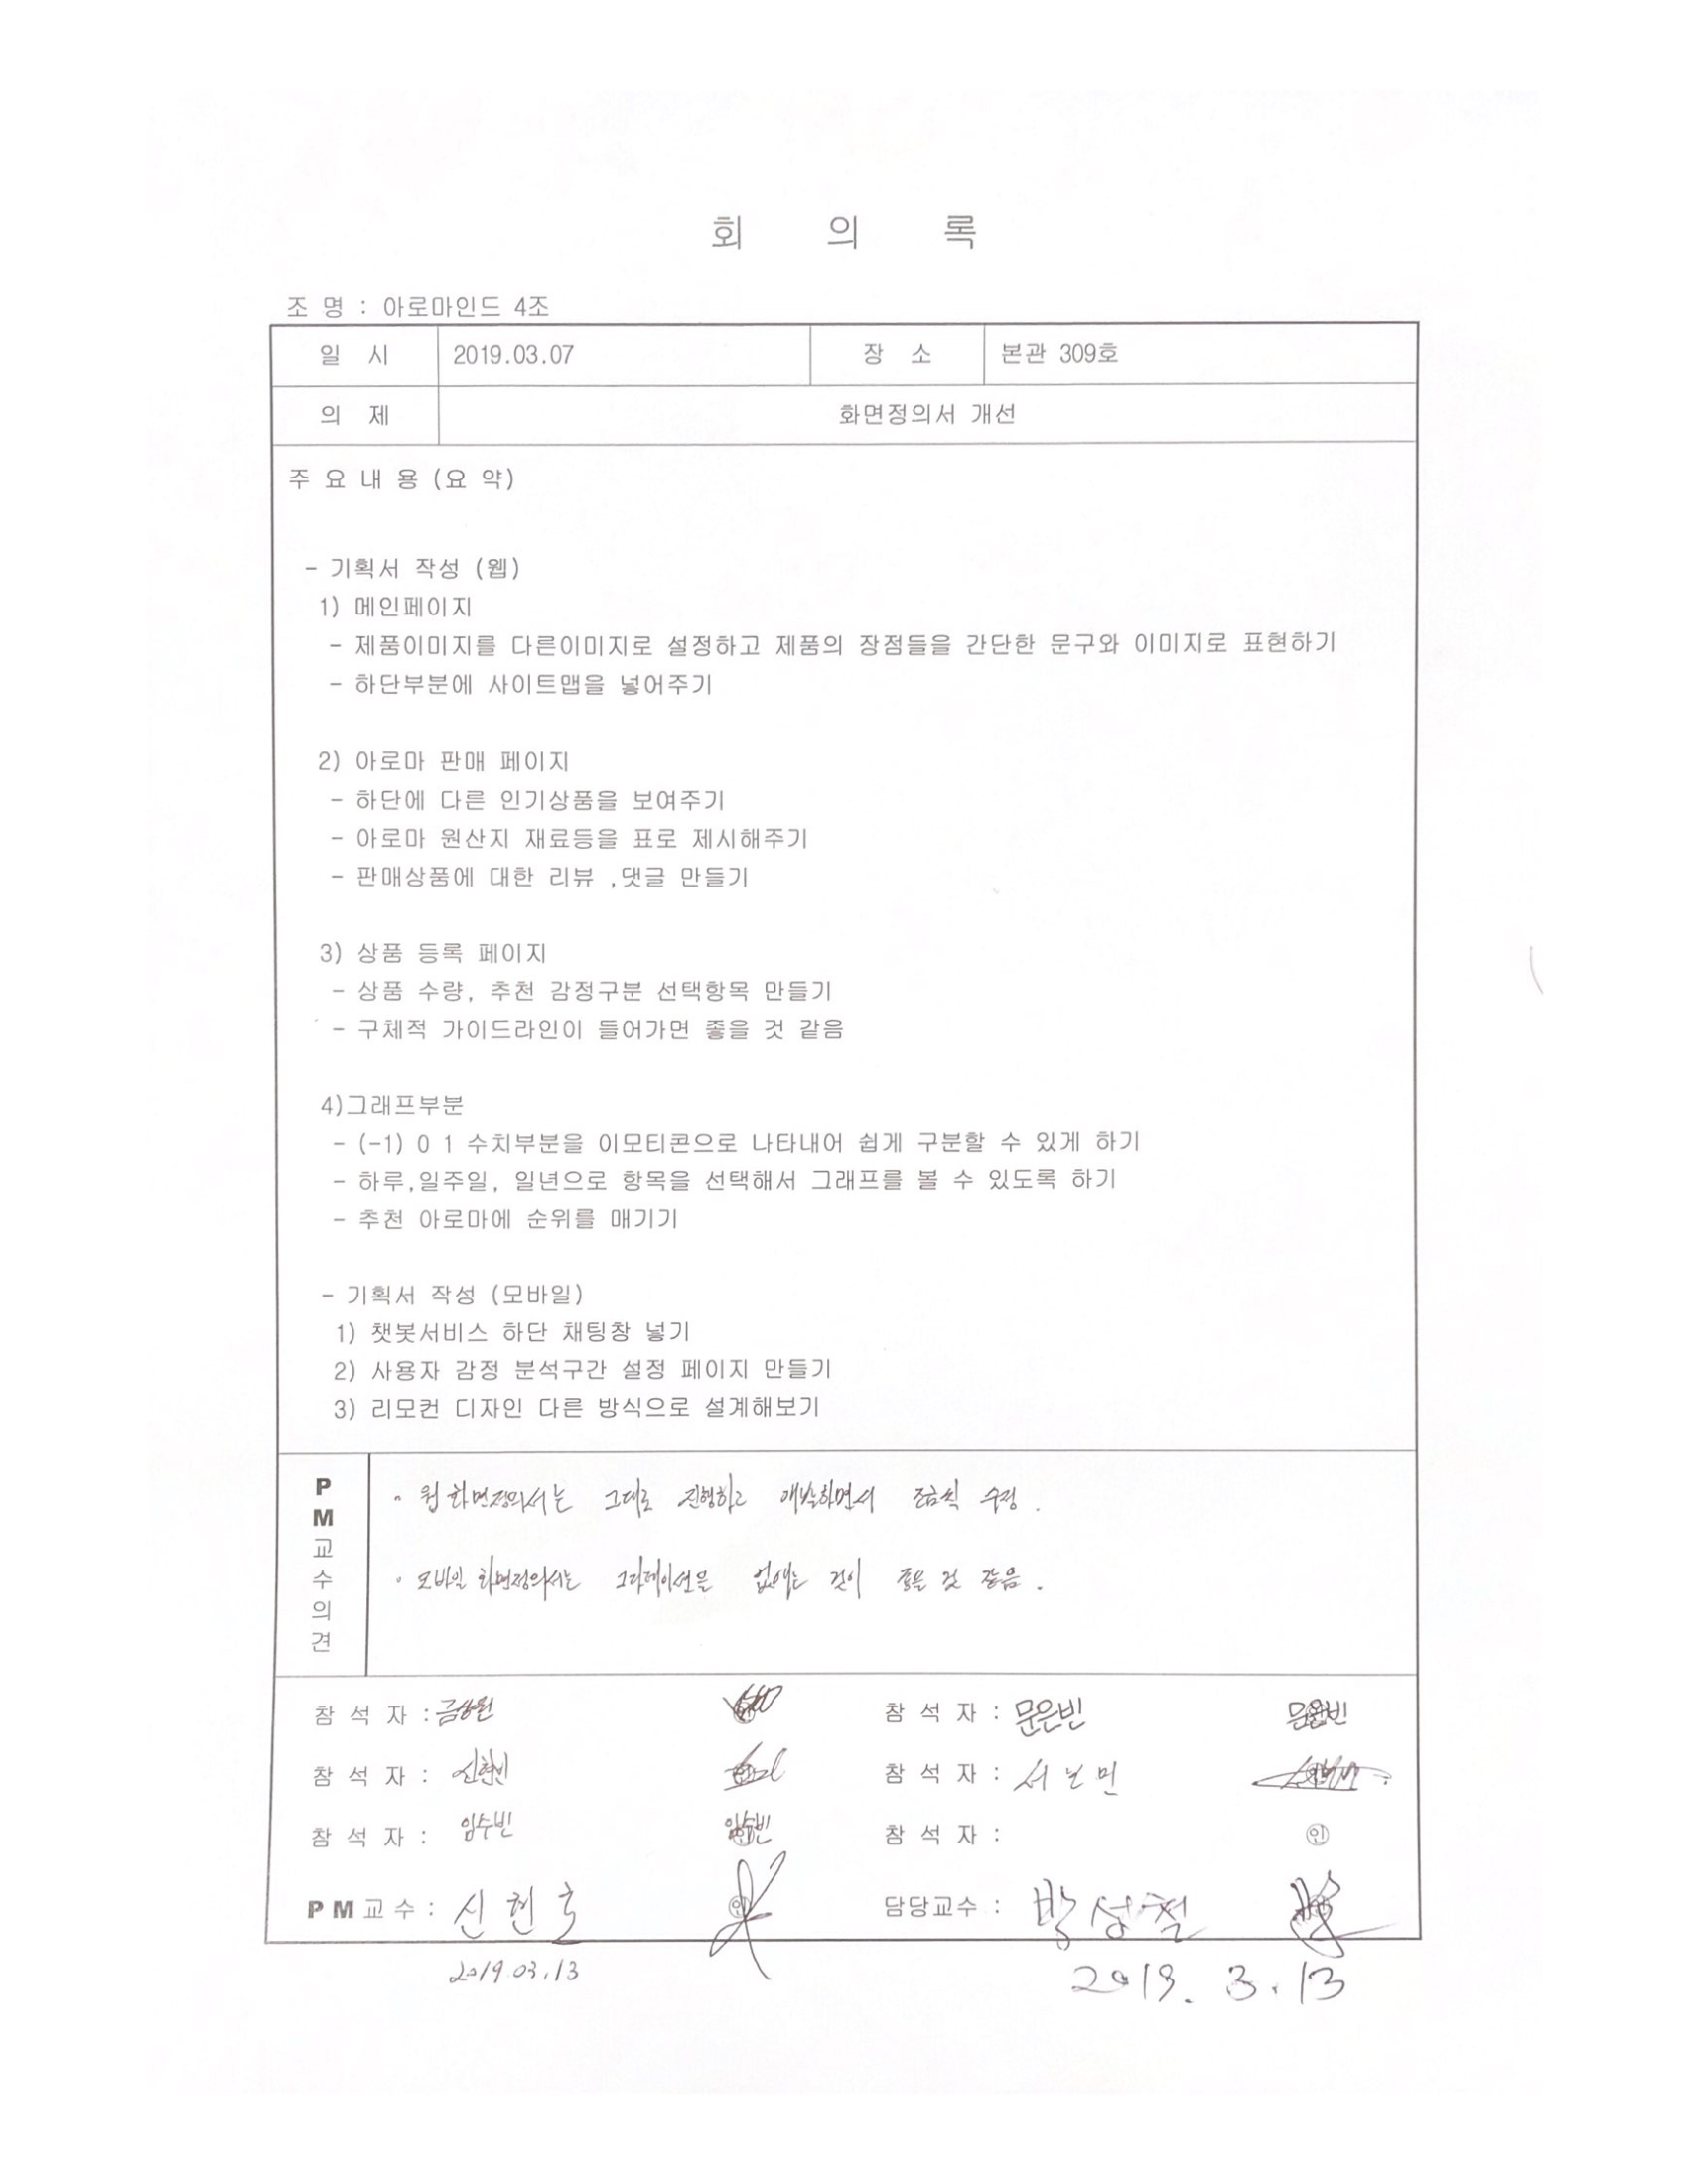 회 의 록
조 명 : 아로마인드 4조
일 시 2019.03.07 장 소 본관 309호
의 제 화면정의서 개선
주 요 내 용 (요 약)
- 기획서 작성 (웹)
1) 메인페이지
- 제품이미지를 다른이미지로 설정하고 제품의 장점들을 간단한 문구와 이미지로 표현하기
- 하단부분에 사이트맵을 넣어주기
2) 아로마 판매 페이지
- 하단에 다른 인기상품을 보여주기
- 아로마 원산지 재료등을 표로 제시해주기
- 판매상품에 대한 리뷰 ,댓글 만들기
3) 상품 등록 페이지
- 상품 수량, 추천 감정구분 선택항목 만들기
- 구체적 가이드라인이 들어가면 좋을 것 같음
4)그래프부분
- (-1) 0 1 수치부분을 이모티콘으로 나타내어 쉽게 구분할 수 있게 하기
- 하루,일주일, 일년으로 항목을 선택해서 그래프를 볼 수 있도록 하기
- 추천 아로마에 순위를 매기기
- 기획서 작성 (모바일)
1) 챗봇서비스 하단 채팅창 넣기
2) 사용자 감정 분석구간 설정 페이지 만들기
3) 리모컨 디자인 다른 방식으로 설계해보기
PM교수의견
· 웹 화면정의서는 그대로 진행하고 개발하면서 조금씩 수정.
· 모바일 화면정의서는 그라데이션을 없애는 것이 좋을 것 같음.
참 석 자 : 금상원 참 석 자 : 문은빈 문은빈
참 석 자 : 신현빈 참 석 자 : 서 민
참 석 자 : 임수빈 임수빈 참 석 자 : 인
PM교수 : 신현호 인 담당교수 : 박성철
2019.03.13 2019. 3. 13